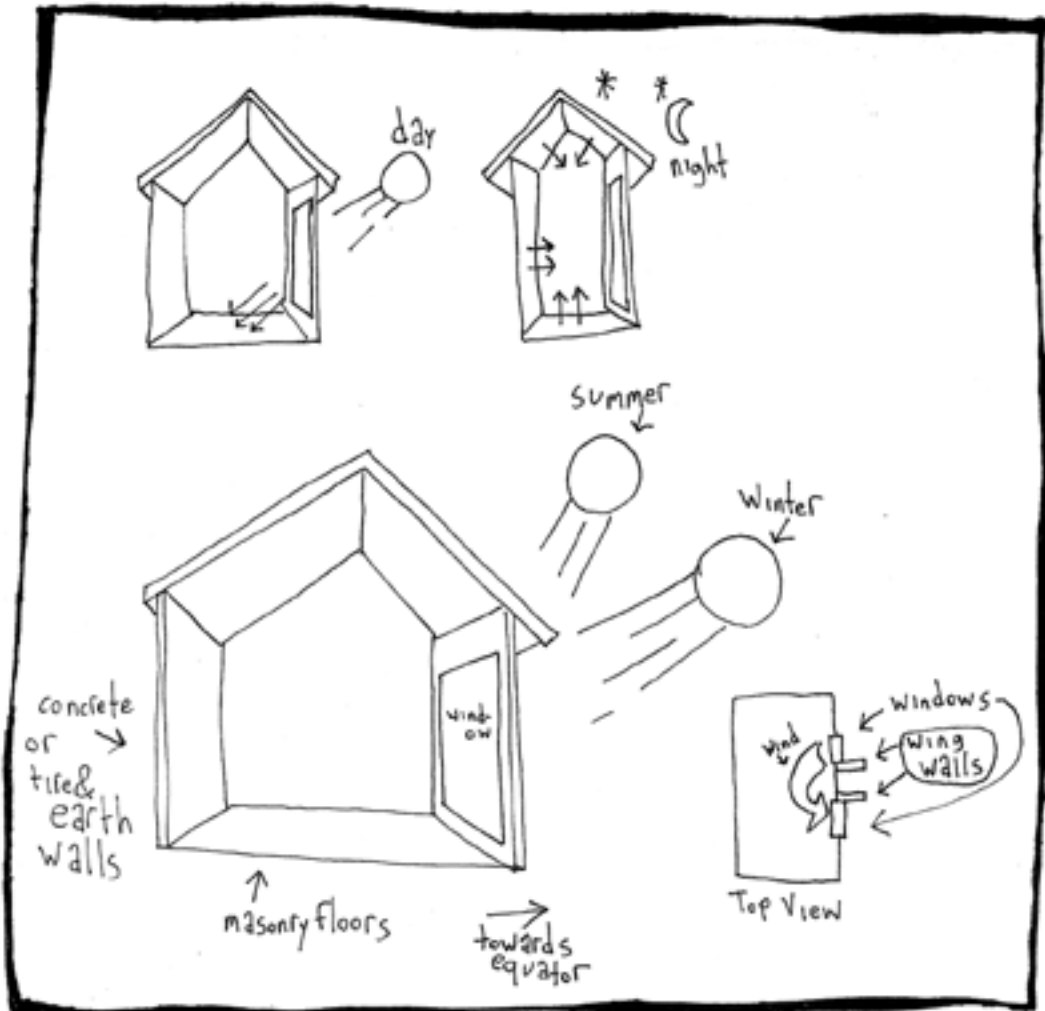 day
night
summer
Winter
concrete
or
tire&
earth
walls
wind-
ow
masonry floors
towards
equator
windows
wing
walls
wind
Top View